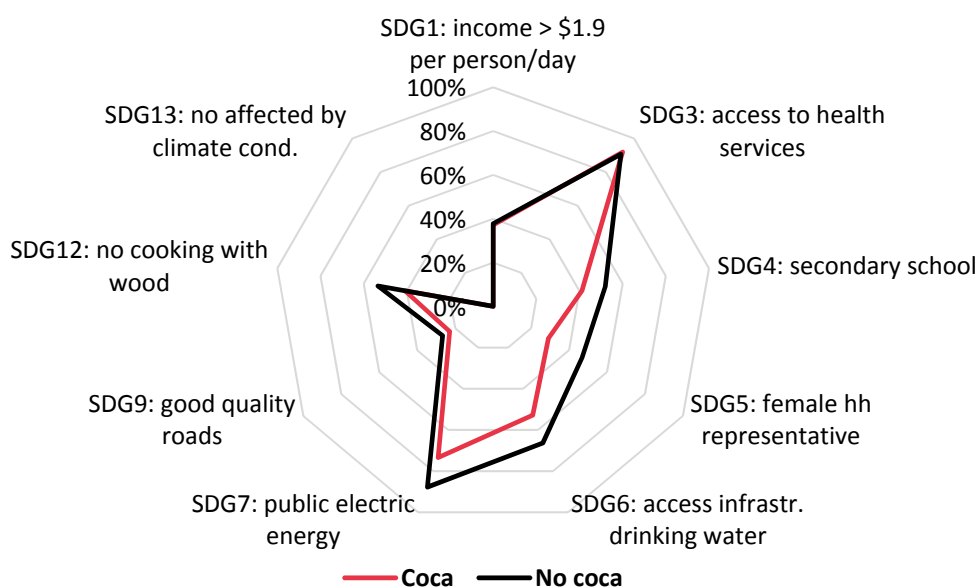 SDG1: income > $1.9
per person/day
100%
80%
60%
40%
20%
0%
SDG3: access to health
services
SDG4: secondary school
SDG5: female hh
representative
SDG6: access infrastr.
drinking water
SDG7: public electric
energy
SDG9: good quality
roads
SDG12: no cooking with
wood
SDG13: no affected by
climate cond.
Coca
No coca